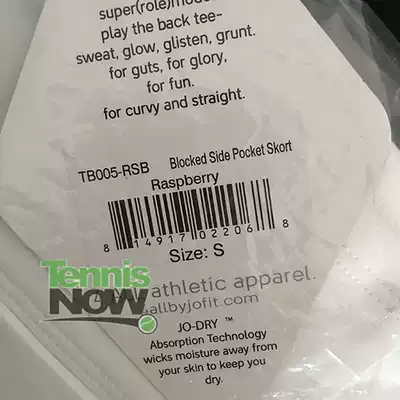 super(role)mode
play the back tee-
sweat, glow, glisten, grunt.
for guts, for glory,
for fun.
for curvy and straight.
TB005-RSB Blocked Side Pocket Skort
Raspberry
8 14917 02206 8
Size: S
Tennis
NOW
athletic apparel.
allbyjofit.com
JO-DRY ™
Absorption Technology
wicks moisture away from
your skin to keep you
dry.